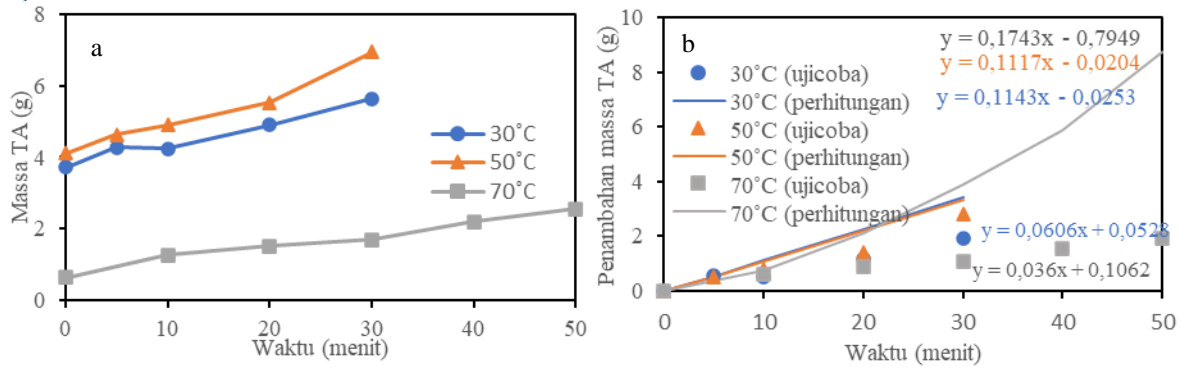 8
6
4
2
0
Massa TA (g)
a
30˚C
50˚C
70˚C
0
10
20
30
40
50
Waktu (menit)
10
8
6
4
2
0
Penambahan massa TA (g)
b
30˚C (ujicoba)
30˚C (perhitungan)
50˚C (ujicoba)
50˚C (perhitungan)
70˚C (ujicoba)
70˚C (perhitungan)
y = 0,1743x - 0,7949
y = 0,1117x - 0,0204
y = 0,1143x - 0,0253
y = 0,0606x + 0,0528
y = 0,036x + 0,1062
0
10
20
30
40
50
Waktu (menit)